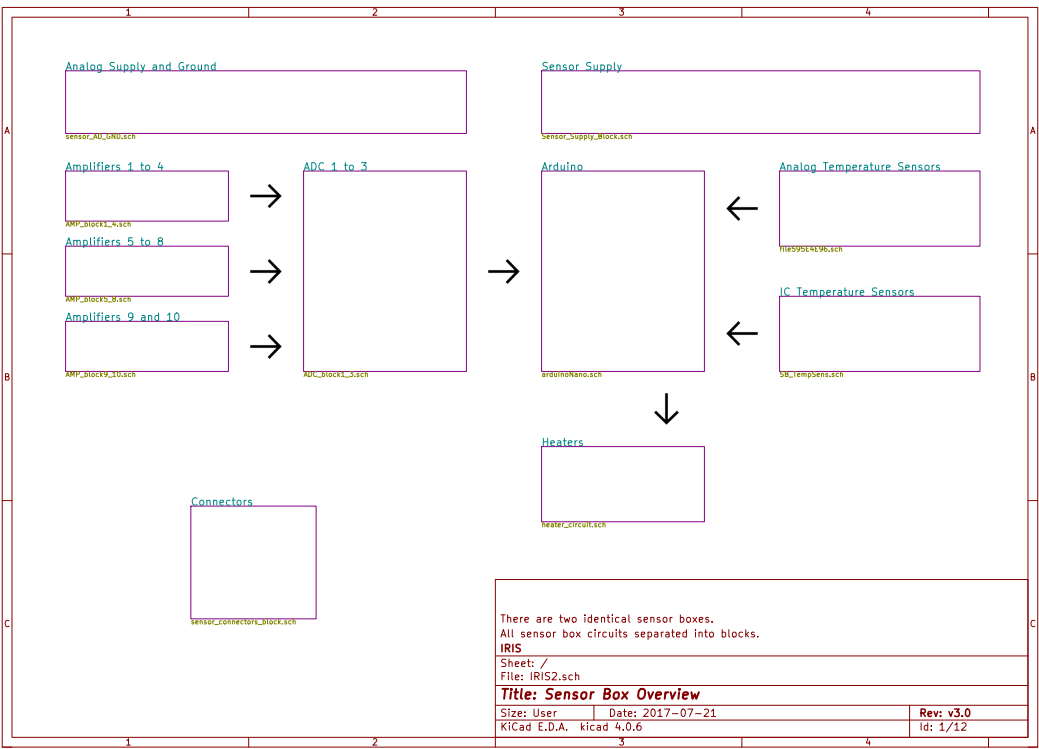 1 2 3 4
Analog Supply and Ground
sensor_AD_GND.sch
Sensor Supply
Sensor_Supply_Block.sch
A A
Amplifiers 1 to 4
AMP_block1_4.sch
ADC 1 to 3
Arduino
Analog Temperature Sensors
file595E4E96.sch
Amplifiers 5 to 8
AMP_block5_8.sch
IC Temperature Sensors
Amplifiers 9 and 10
AMP_block9_10.sch
ADC_block1_3.sch
arduinoNano.sch
SB_TempSens.sch
B B
Heaters
heater_circuit.sch
Connectors
sensor_connectors_block.sch
C C
There are two identical sensor boxes.
All sensor box circuits separated into blocks.
IRIS
Sheet: /
File: IRIS2.sch
Title: Sensor Box Overview
Size: User Date: 2017-07-21 Rev: v3.0
KiCad E.D.A. kicad 4.0.6 Id: 1/12
1 2 3 4